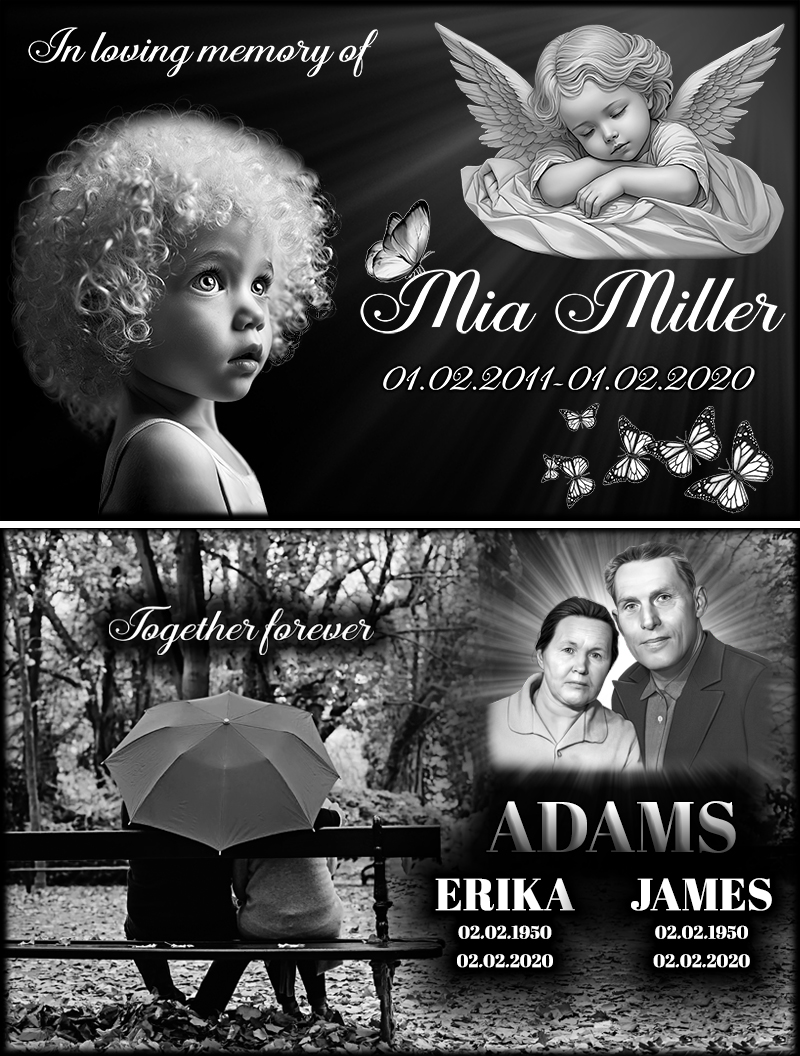 In loving memory of
Mia Miller
01.02.2011-01.02.2020
Together forever
ADAMS
ERIKA JAMES
02.02.1950 02.02.1950
02.02.2020 02.02.2020